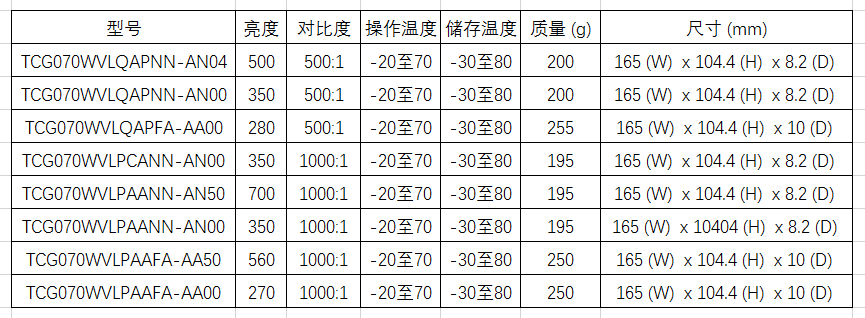 型号 亮度 对比度 操作温度 储存温度 质量 (g) 尺寸 (mm)
TCG070WVLQAPNN-AN04 500 500:1 -20至70 -30至80 200 165 (W) x 104.4 (H) x 8.2 (D)
TCG070WVLQAPNN-AN00 350 500:1 -20至70 -30至80 200 165 (W) x 104.4 (H) x 8.2 (D)
TCG070WVLQAPFA-AA00 280 500:1 -20至70 -30至80 255 165 (W) x 104.4 (H) x 10 (D)
TCG070WVLPCANN-AN00 350 1000:1 -20至70 -30至80 195 165 (W) x 104.4 (H) x 8.2 (D)
TCG070WVLPAANN-AN50 700 1000:1 -20至70 -30至80 195 165 (W) x 104.4 (H) x 8.2 (D)
TCG070WVLPAANN-AN00 350 1000:1 -20至70 -30至80 195 165 (W) x 10404 (H) x 8.2 (D)
TCG070WVLPAAFA-AA50 560 1000:1 -20至70 -30至80 250 165 (W) x 104.4 (H) x 10 (D)
TCG070WVLPAAFA-AA00 270 1000:1 -20至70 -30至80 250 165 (W) x 104.4 (H) x 10 (D)